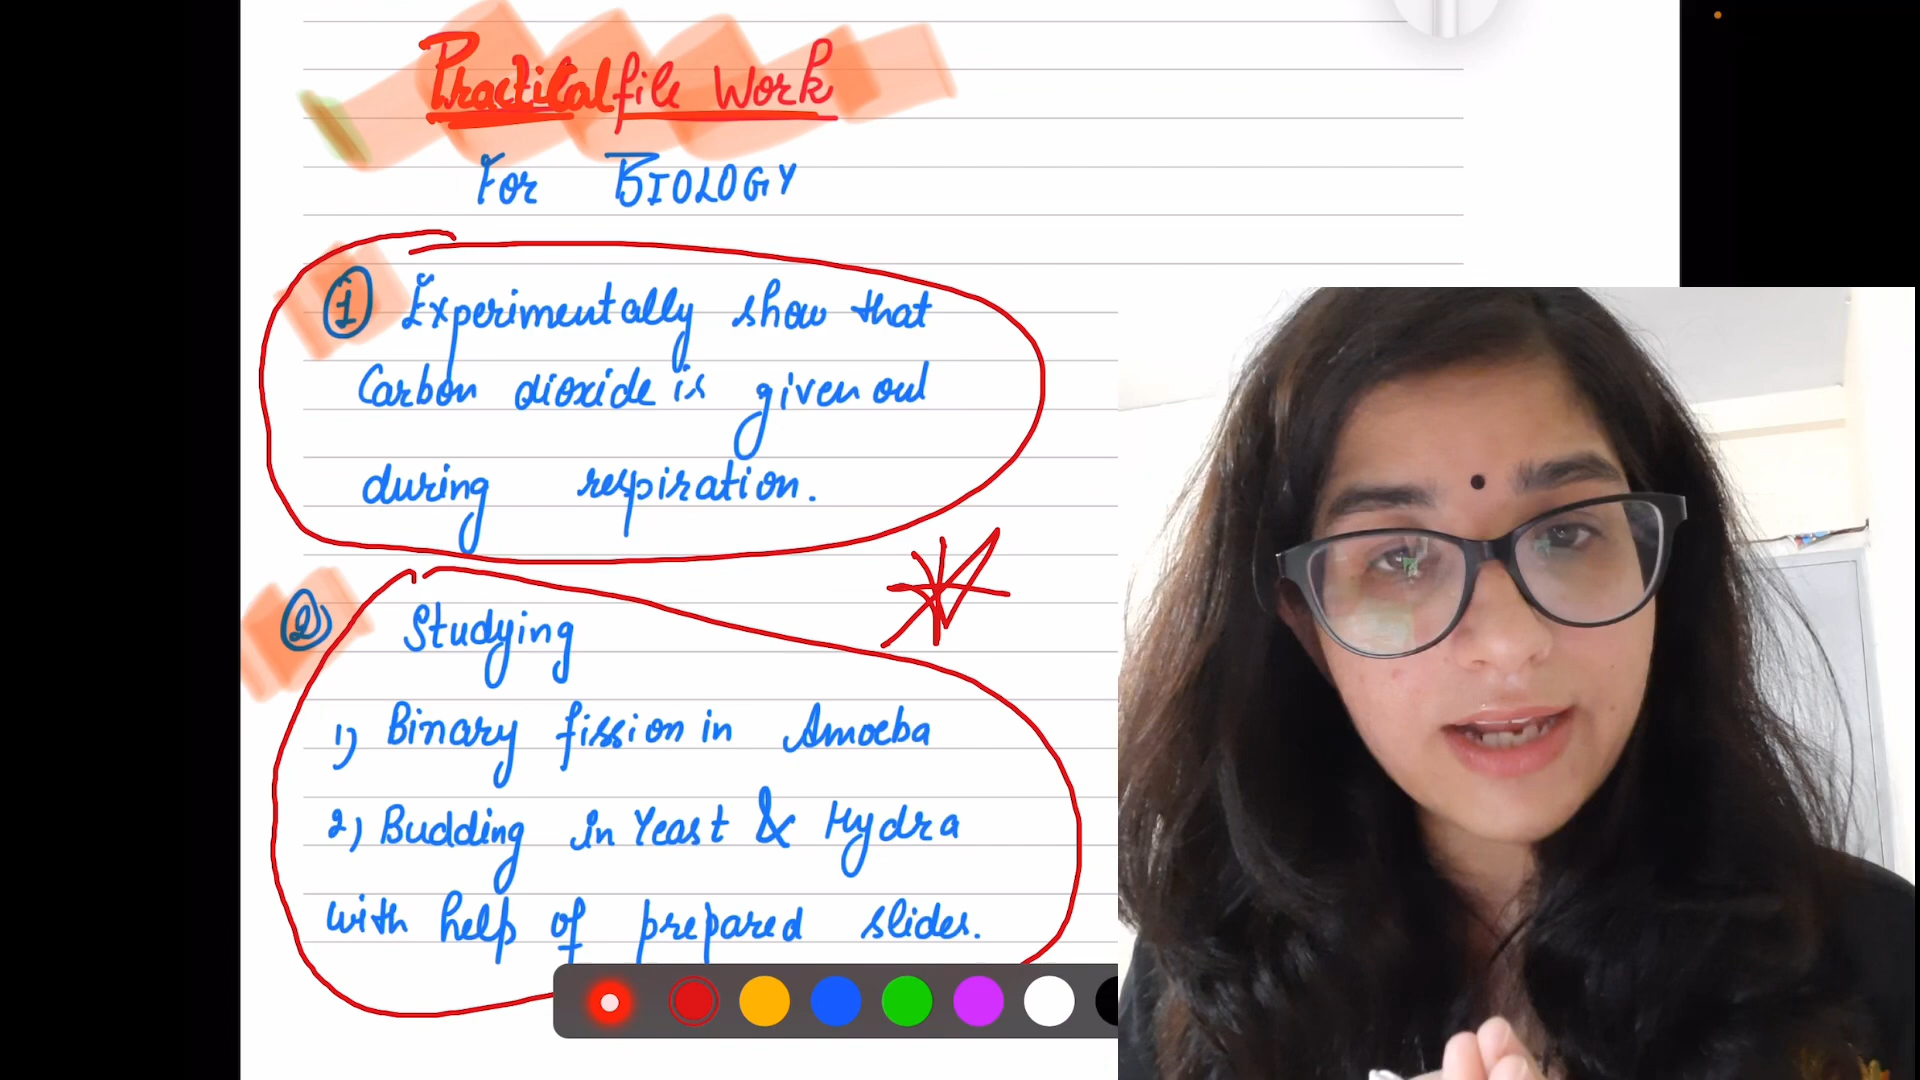 Practical file Work
For BIOLOGY
1 Experimentally show that
Carbon dioxide is given out
during respiration.
2 Studying
1) Binary fission in Amoeba
2) Budding in Yeast & Hydra
with help of prepared slides.